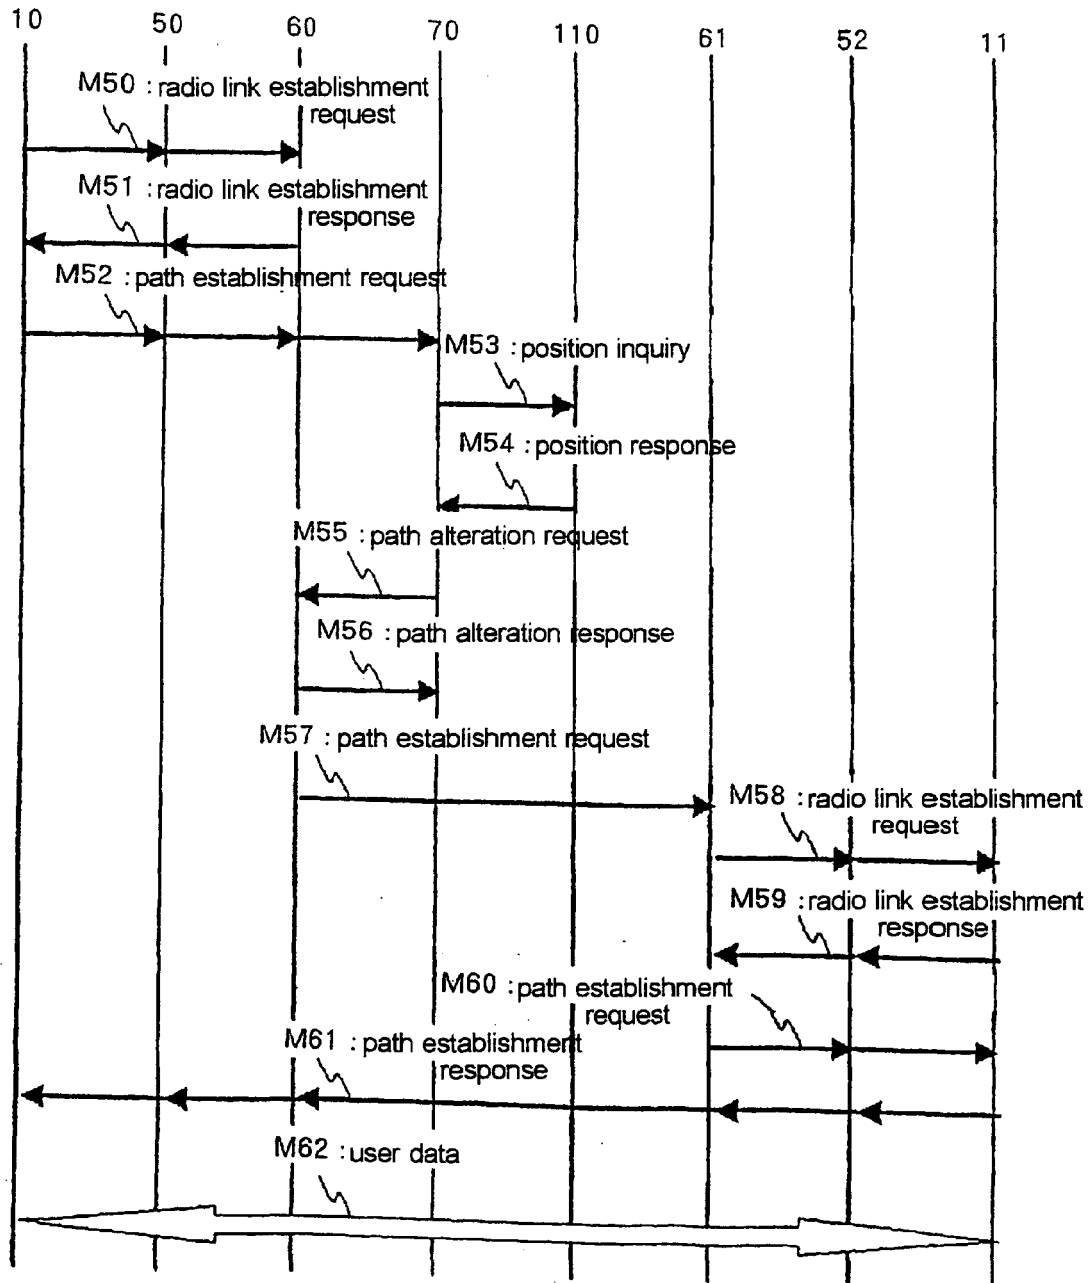 10 50 60 70 110 61 52 11
M50 : radio link establishment
request
M51 : radio link establishment
response
M52 : path establishment request
M53 : position inquiry
M54 : position response
M55 : path alteration request
M56 : path alteration response
M57 : path establishment request
M58 : radio link establishment
request
M59 : radio link establishment
response
M60 : path establishment
request
M61 : path establishment
response
M62 : user data